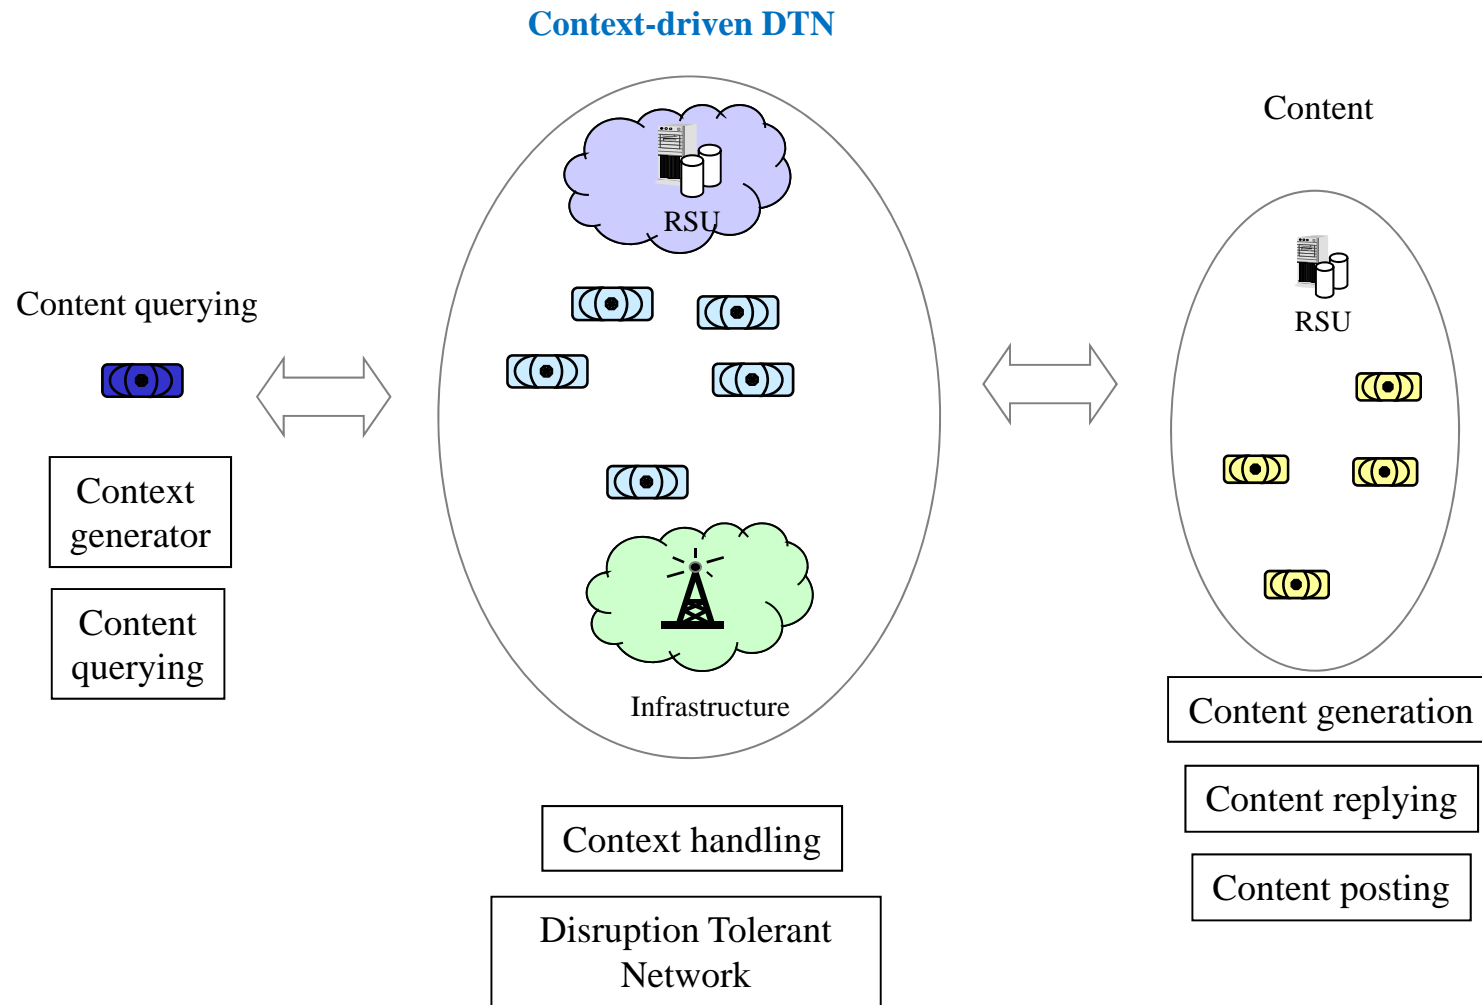 Context-driven DTN
Content
RSU
RSU
Content querying
Context
generator
Content
querying
Infrastructure
Content generation
Content replying
Content posting
Context handling
Disruption Tolerant
Network